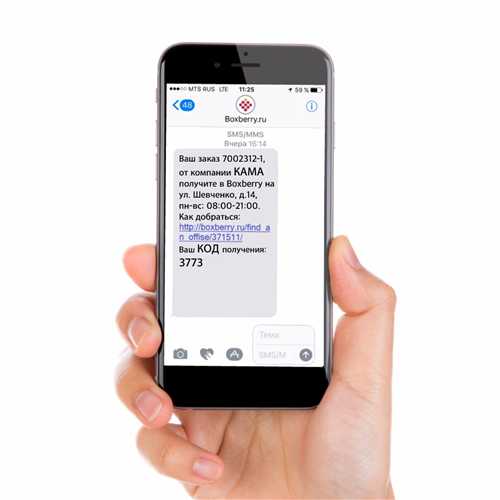 MTS RUS LTE 11:25 59 %
48
Boxberry.ru
SMS/MMS
Вчера 16:14
Ваш заказ 7002312-1,
от компании КАМА
получите в Boxberry на
ул. Шевченко, д.14,
пн-вс: 08:00-21:00.
Как добраться:
http://boxberry.ru/find_a
n_offise/371511/
Ваш КОД получения:
3773
Тема
SMS/M